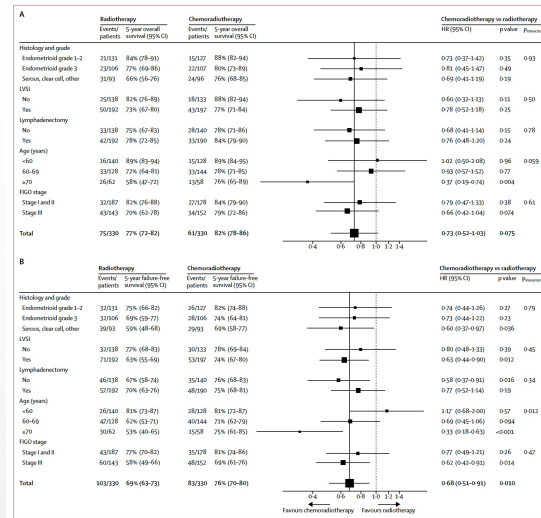 A
Radiotherapy Chemoradiotherapy Chemoradiotherapy vs radiotherapy
Events/patients 5-year overall survival (95% CI) Events/patients 5-year overall survival (95% CI) HR (95% CI) p value Pinteraction
Histology and grade
Endometrioid grade 1–2 21/131 84% (78–91) 15/127 88% (82–94) 0·73 (0·37–1·42) 0·35 0·93
Endometrioid grade 3 23/106 77% (69–86) 22/107 80% (73–89) 0·81 (0·45–1·47) 0·49
Serous, clear cell, other 31/93 66% (56–76) 24/96 76% (68–85) 0·69 (0·41–1·19) 0·19
LVSI
No 25/138 82% (76–89) 18/133 88% (82–94) 0·60 (0·32–1·13) 0·11 0·50
Yes 50/192 73% (67–80) 43/197 77% (71–84) 0·78 (0·52–1·18) 0·25
Lymphadenectomy
No 33/138 75% (67–83) 28/140 78% (71–86) 0·68 (0·41–1·14) 0·15 0·78
Yes 42/192 78% (72–85) 33/190 84% (79–90) 0·76 (0·48–1·20) 0·24
Age (years)
<60 16/140 89% (83–94) 15/128 89% (84–95) 1·02 (0·50–2·08) 0·96 0·059
60–69 33/128 72% (64–81) 33/144 78% (71–85) 0·93 (0·57–1·52) 0·77
≥70 26/62 58% (47–72) 13/58 76% (65–89) 0·37 (0·19–0·74) 0·004
FIGO stage
Stage I and II 32/187 82% (76–88) 27/178 84% (79–90) 0·79 (0·47–1·33) 0·38 0·61
Stage III 43/143 70% (62–78) 34/152 79% (72–86) 0·66 (0·42–1·04) 0·074
Total 75/330 77% (72–82) 61/330 82% (78–86) 0·73 (0·52–1·03) 0·075
0·4 0·6 0·8 1·0 1·2 1·4
B
Radiotherapy Chemoradiotherapy Chemoradiotherapy vs radiotherapy
Events/patients 5-year failure-free survival (95% CI) Events/patients 5-year failure-free survival (95% CI) HR (95% CI) p value Pinteraction
Histology and grade
Endometrioid grade 1–2 32/131 75% (66–82) 26/127 82% (74–88) 0·74 (0·44–1·26) 0·27 0·79
Endometrioid grade 3 32/106 69% (59–77) 28/106 74% (64–81) 0·73 (0·44–1·22) 0·23
Serous, clear cell, other 39/93 59% (48–68) 29/93 69% (58–77) 0·60 (0·37–0·97) 0·036
LVSI
No 32/138 77% (68–83) 30/133 78% (69–84) 0·80 (0·48–1·33) 0·39 0·45
Yes 71/192 63% (55–69) 53/197 74% (67–80) 0·63 (0·44–0·90) 0·012
Lymphadenectomy
No 46/138 67% (58–74) 35/140 76% (68–83) 0·58 (0·37–0·91) 0·016 0·34
Yes 57/192 70% (63–76) 48/190 75% (68–81) 0·77 (0·52–1·14) 0·19
Age (years)
<60 26/140 81% (73–87) 28/128 81% (72–87) 1·17 (0·68–2·00) 0·57 0·012
60–69 47/128 62% (53–71) 40/144 71% (62–79) 0·69 (0·45–1·06) 0·094
≥70 30/62 53% (40–65) 15/58 75% (61–85) 0·33 (0·18–0·63) <0·001
FIGO stage
Stage I and II 43/187 77% (70–82) 35/178 81% (74–86) 0·77 (0·49–1·21) 0·26 0·47
Stage III 60/143 58% (49–66) 48/152 69% (61–76) 0·62 (0·42–0·91) 0·014
Total 103/330 69% (63–73) 83/330 76% (70–80) 0·68 (0·51–0·91) 0·010
0·4 0·6 0·8 1·0 1·2 1·4
Favours chemoradiotherapy Favours radiotherapy